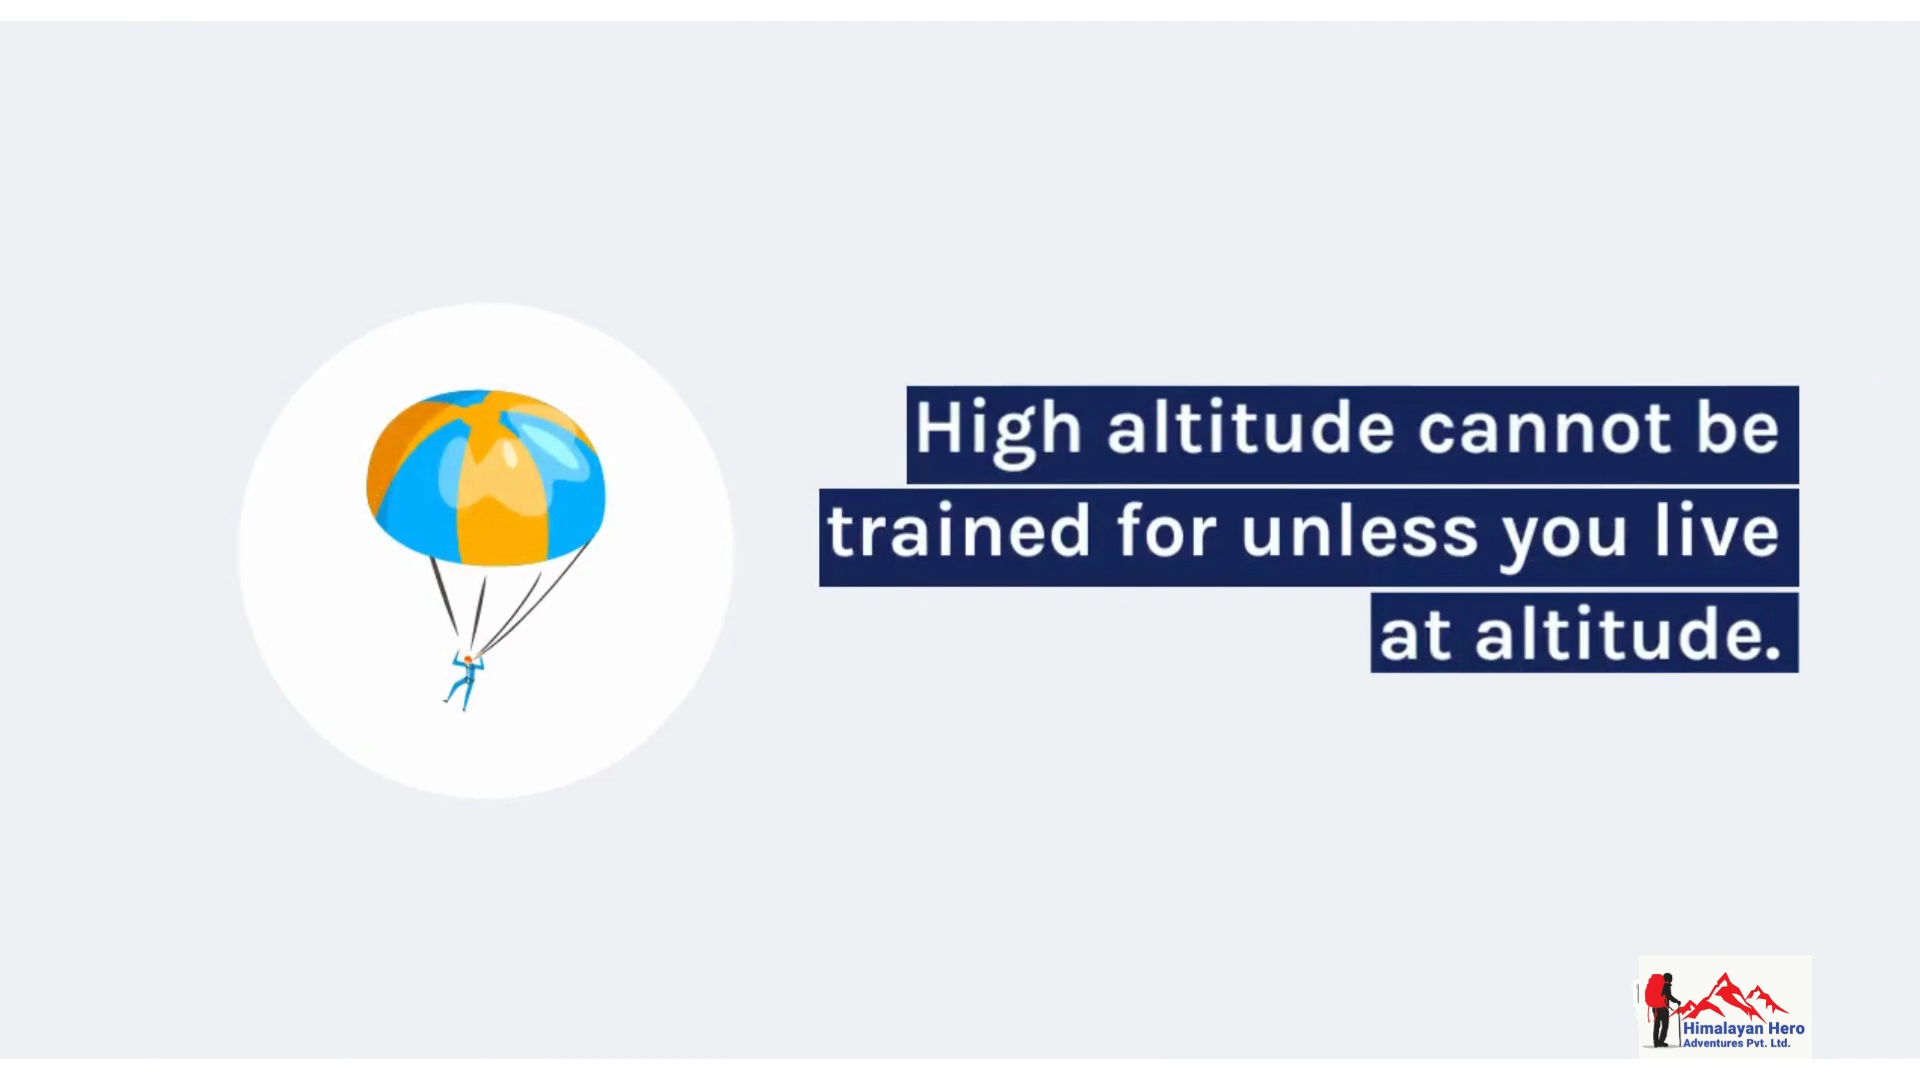 High altitude cannot be
trained for unless you live
at altitude.
Himalayan Hero
Adventures Pvt. Ltd.